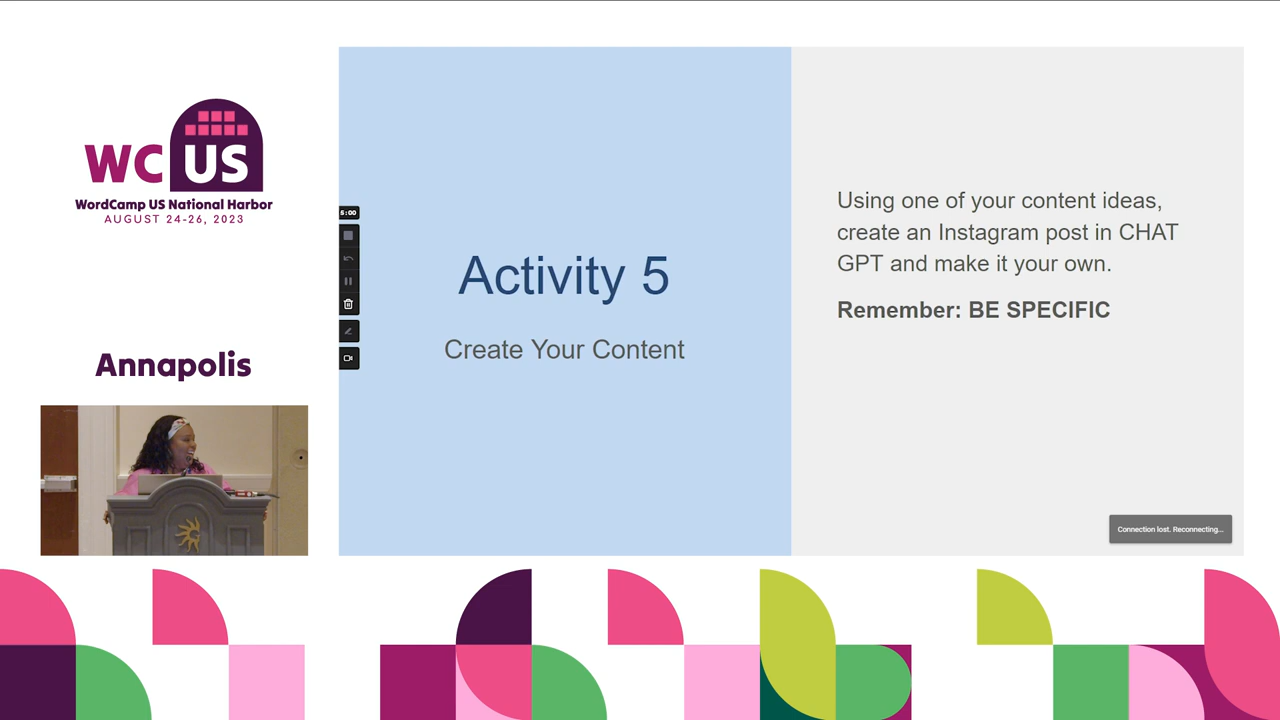 WC US
WordCamp US National Harbor
AUGUST 24-26, 2023
Annapolis
5:00
Activity 5
Create Your Content
Using one of your content ideas,
create an Instagram post in CHAT
GPT and make it your own.
Remember: BE SPECIFIC
Connection lost. Reconnecting...